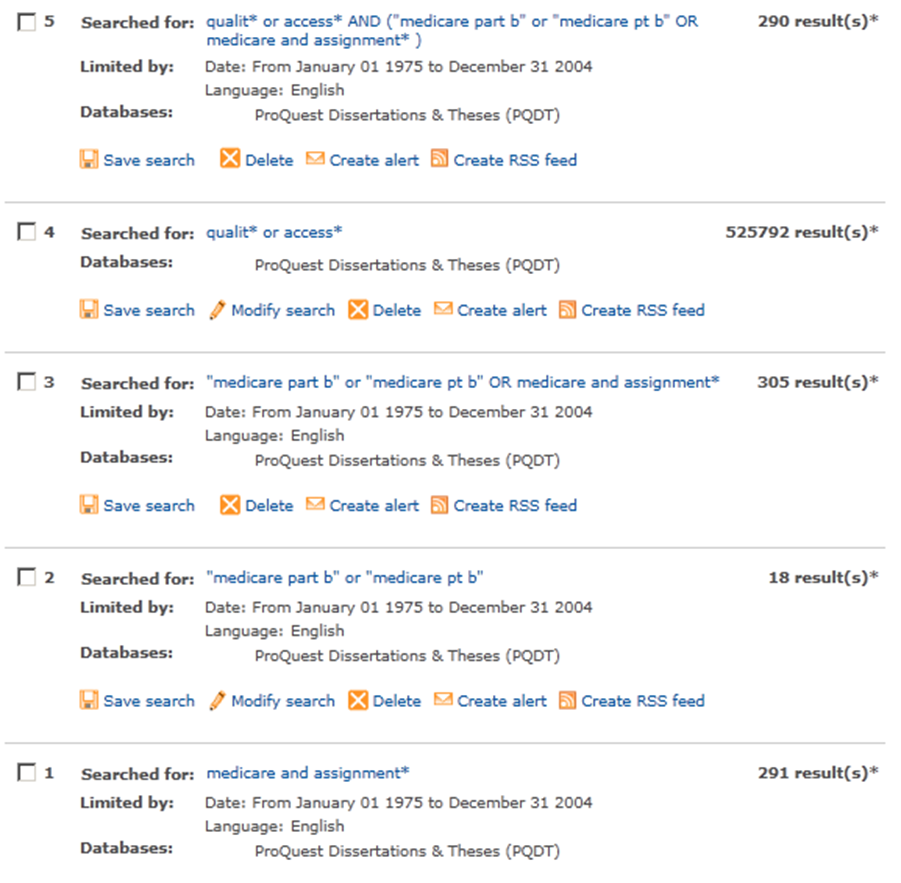 5 Searched for: qualit* or access* AND ("medicare part b" or "medicare pt b" OR 290 result(s)*
medicare and assignment* )
Limited by: Date: From January 01 1975 to December 31 2004
Language: English
Databases: ProQuest Dissertations & Theses (PQDT)
Save search Delete Create alert Create RSS feed
4 Searched for: qualit* or access* 525792 result(s)*
Databases: ProQuest Dissertations & Theses (PQDT)
Save search Modify search Delete Create alert Create RSS feed
3 Searched for: "medicare part b" or "medicare pt b" OR medicare and assignment* 305 result(s)*
Limited by: Date: From January 01 1975 to December 31 2004
Language: English
Databases: ProQuest Dissertations & Theses (PQDT)
Save search Delete Create alert Create RSS feed
2 Searched for: "medicare part b" or "medicare pt b" 18 result(s)*
Limited by: Date: From January 01 1975 to December 31 2004
Language: English
Databases: ProQuest Dissertations & Theses (PQDT)
Save search Modify search Delete Create alert Create RSS feed
1 Searched for: medicare and assignment* 291 result(s)*
Limited by: Date: From January 01 1975 to December 31 2004
Language: English
Databases: ProQuest Dissertations & Theses (PQDT)